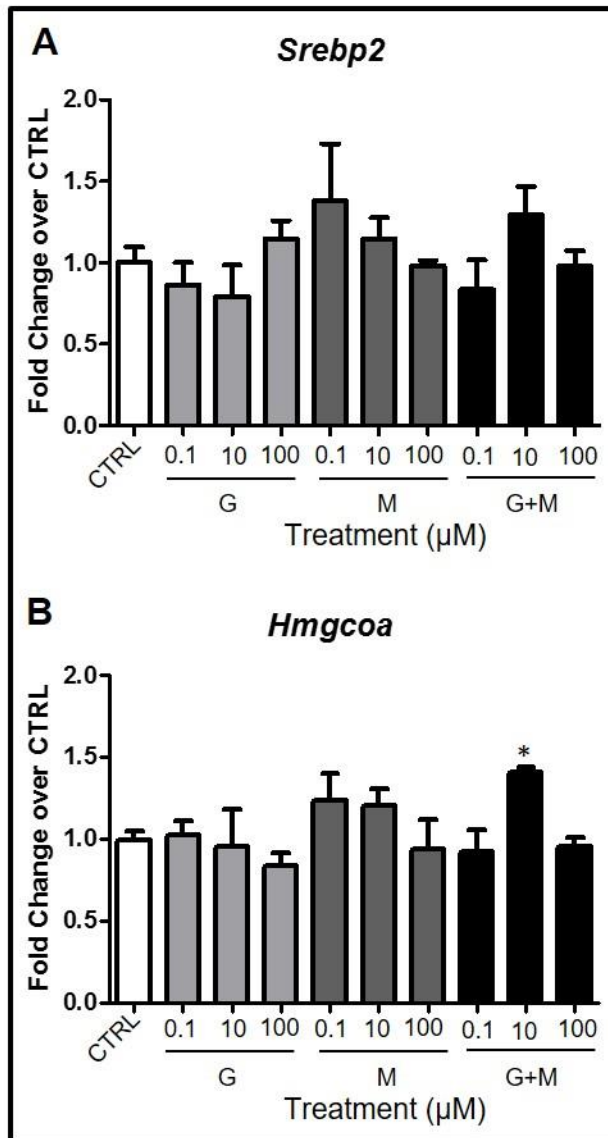 A
Srebp2
Fold Change over CTRL
2.0
1.5
1.0
0.5
0.0
CTRL 0.1 10 100 0.1 10 100 0.1 10 100
G M G+M
Treatment (µM)
B
Hmgcoa
Fold Change over CTRL
2.0
1.5
1.0
0.5
0.0
*
CTRL 0.1 10 100 0.1 10 100 0.1 10 100
G M G+M
Treatment (µM)